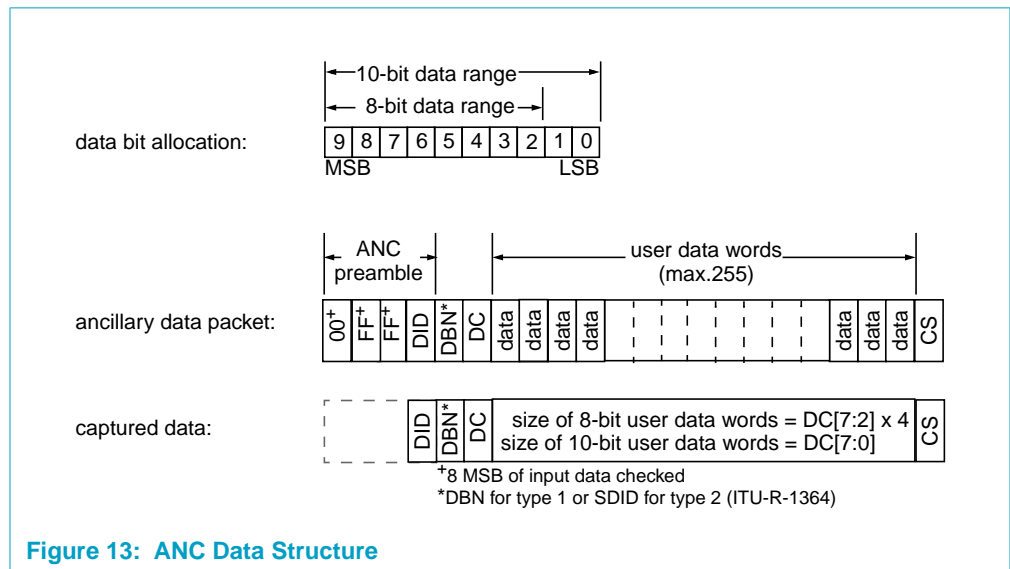 10-bit data range
8-bit data range
data bit allocation:
9 8 7 6 5 4 3 2 1 0
MSB LSB
ANC
preamble
user data words
(max.255)
ancillary data packet:
00+ FF+ FF+ DID DBN* DC data data data data data data data CS
captured data:
DID DBN* DC
size of 8-bit user data words = DC[7:2] x 4
size of 10-bit user data words = DC[7:0]
CS
+8 MSB of input data checked
*DBN for type 1 or SDID for type 2 (ITU-R-1364)
Figure 13: ANC Data Structure